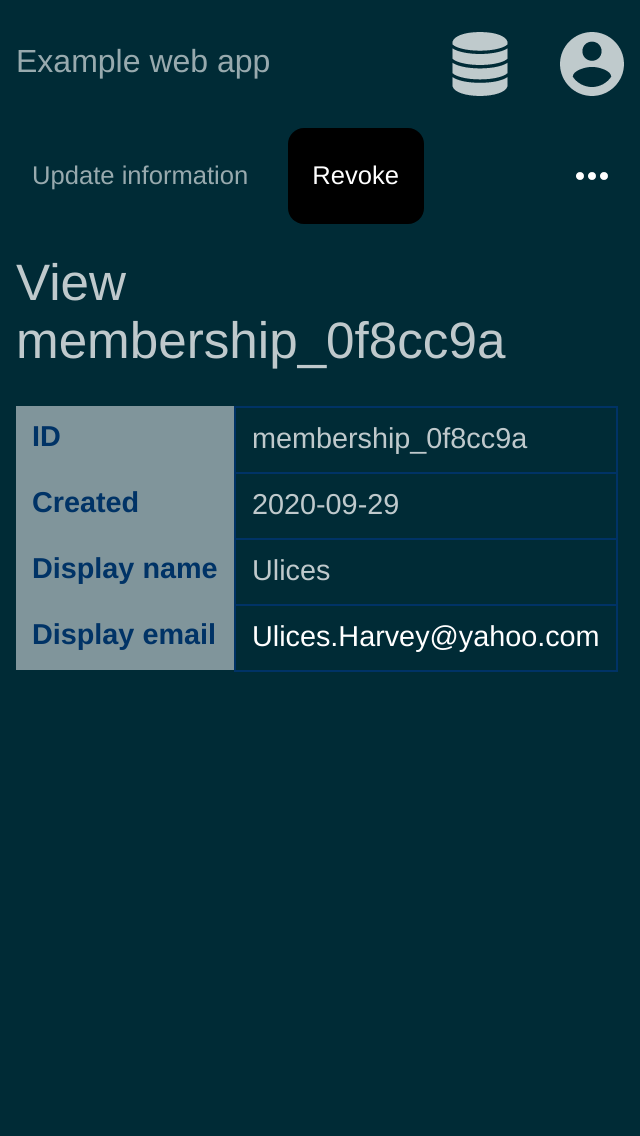 Example web app
Update information
Revoke
View
membership_0f8cc9a
ID
membership_0f8cc9a
Created
2020-09-29
Display name
Ulices
Display email
Ulices.Harvey@yahoo.com